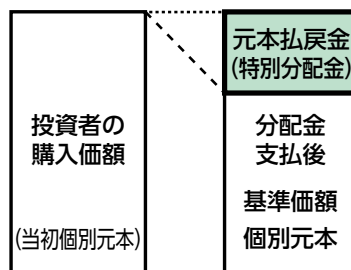 投資者の
購入価額
(当初個別元本)
元本払戻金
(特別分配金)
分配金
支払後
基準価額
個別元本